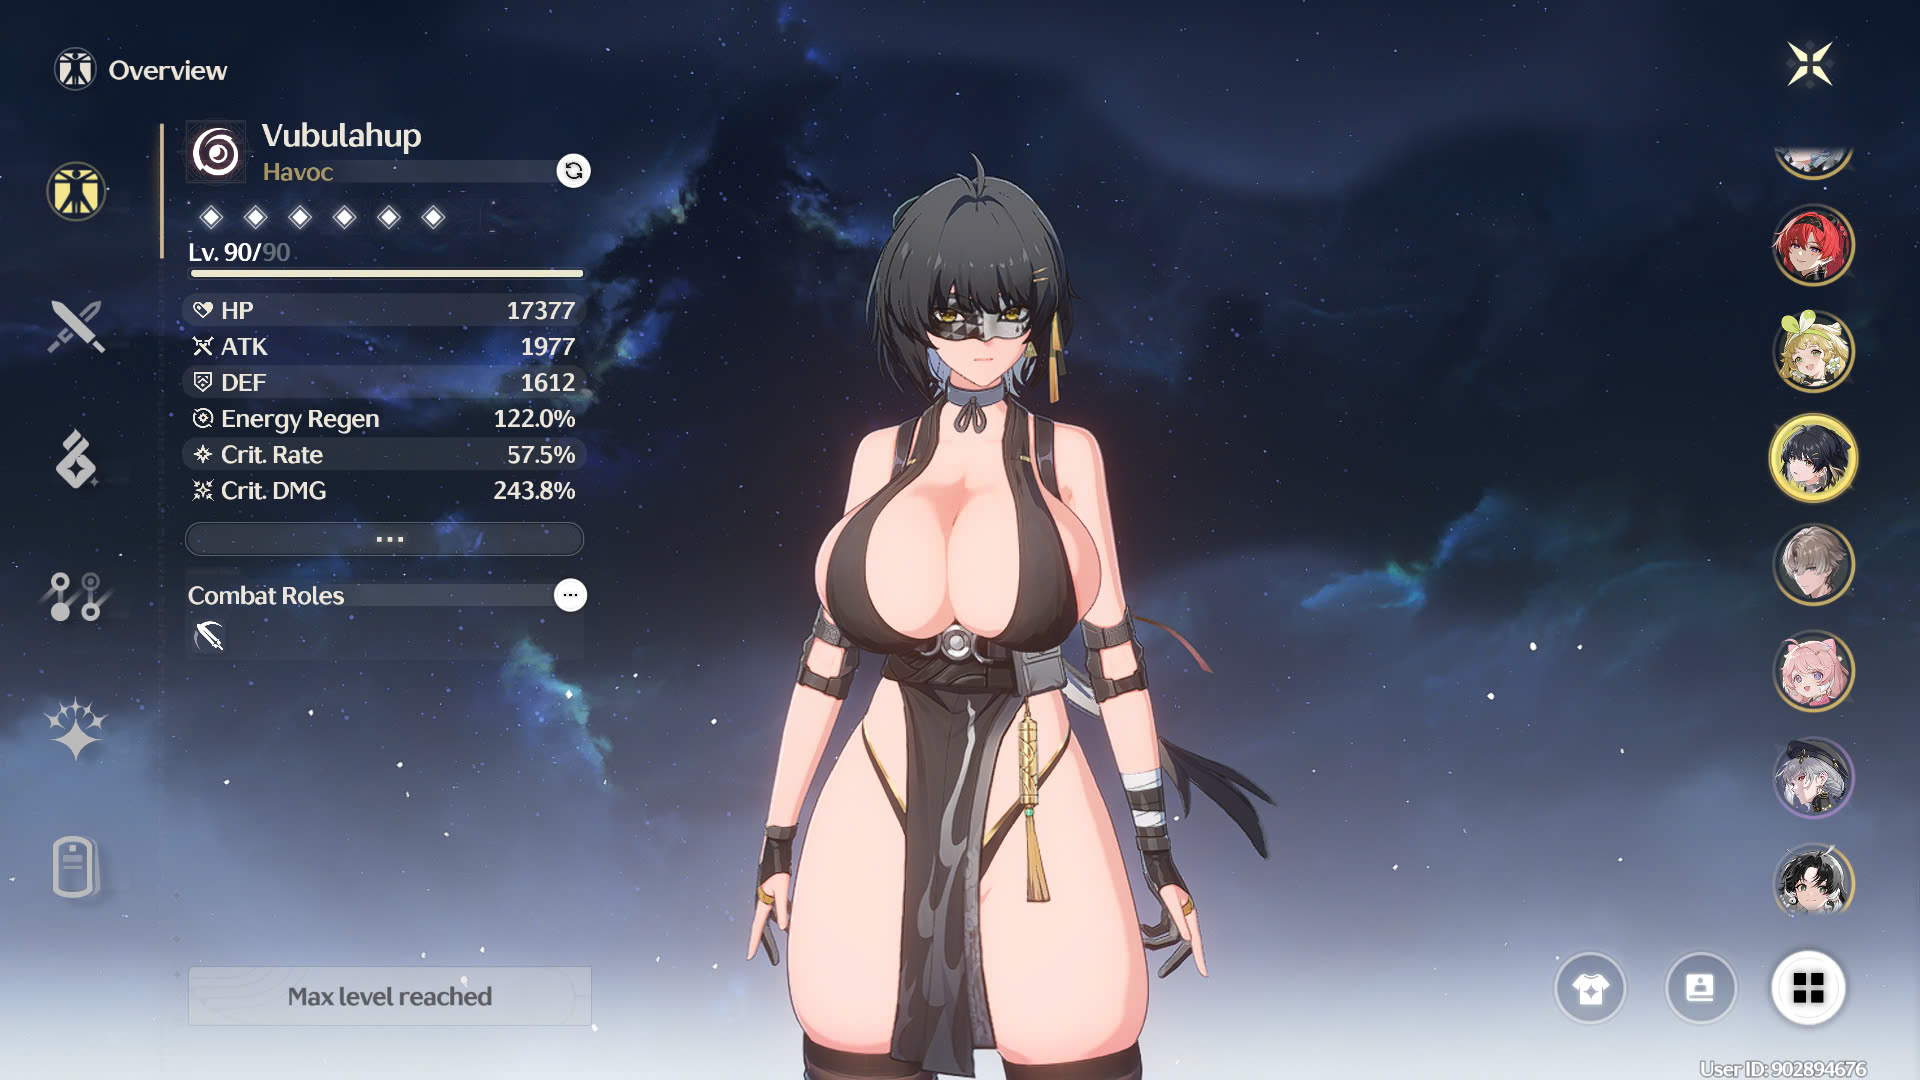 Overview
Vubulahup
Havoc
Lv. 90/90
HP 17377
ATK 1977
DEF 1612
Energy Regen 122.0%
Crit. Rate 57.5%
Crit. DMG 243.8%
...
Combat Roles
Max level reached
User ID: 902894676